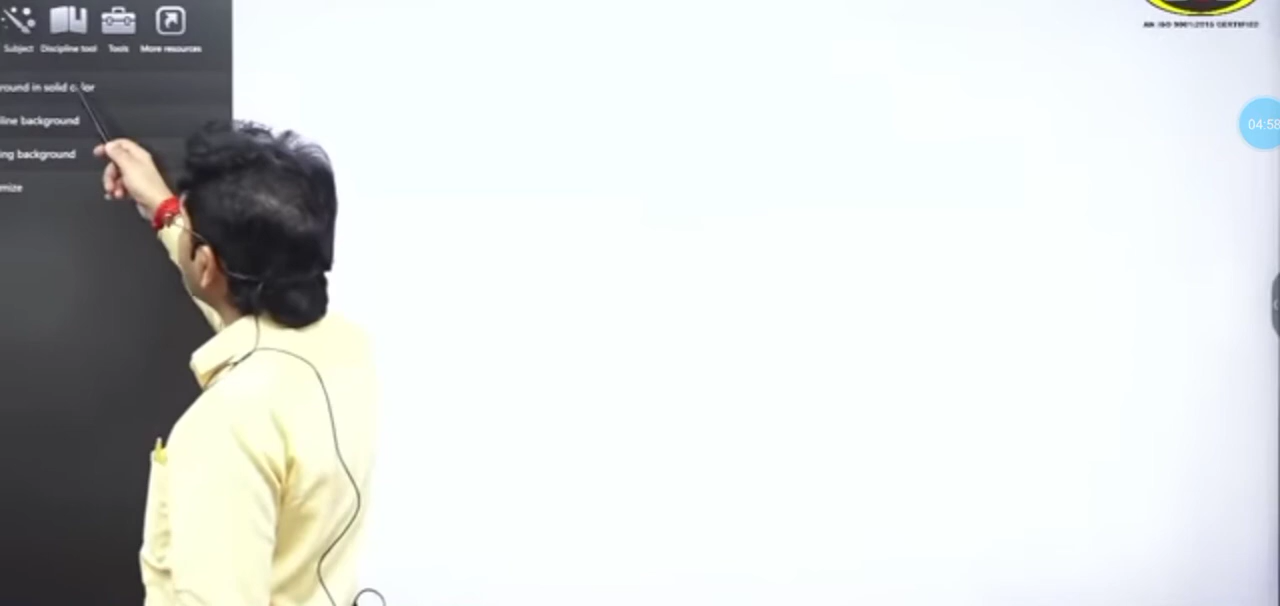 Subject Discipline tool Tools More resources
round in solid color
line background
ing background
mize
AN ISO 9001:2015 CERTIFIED
04:58